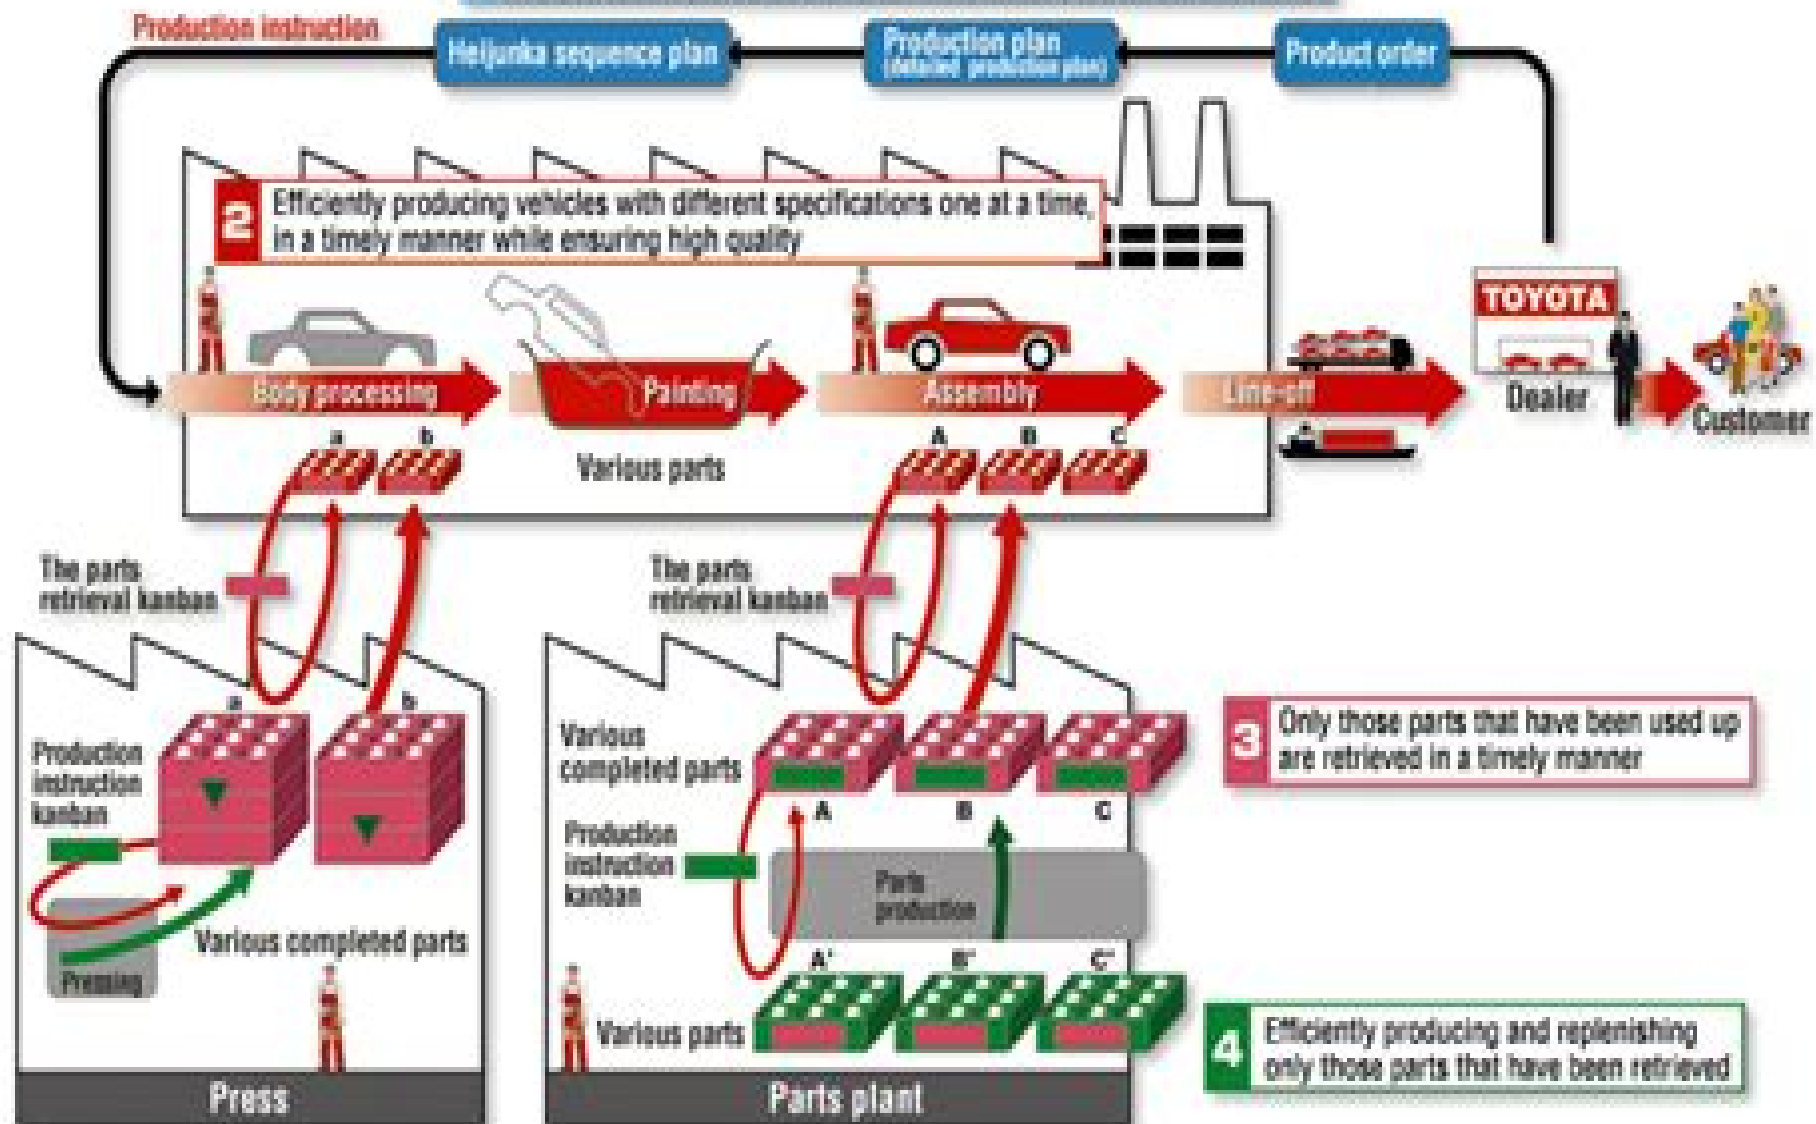 Production instruction
Heijunka sequence plan
Production plan
(detailed production plan)
Product order
2
Efficiently producing vehicles with different specifications one at a time,
in a timely manner while ensuring high quality
TOYOTA
Body processing
Painting
Assembly
Line-off
Dealer
Customer
a
b
Various parts
A
B
C
The parts
retrieval kanban
The parts
retrieval kanban
a
b
Production
instruction
kanban
Various completed parts
Pressing
Press
Various
completed parts
A
B
C
Production
instruction
kanban
Parts
production
A'
B'
C'
Various parts
Parts plant
3
Only those parts that have been used up
are retrieved in a timely manner
4
Efficiently producing and replenishing
only those parts that have been retrieved